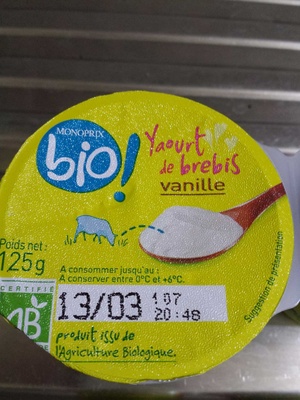 MONOPRIX
bio!
Yaourt
de brebis
vanille
Poids net :
125g
A consommer jusqu'au :
A conserver entre 0°C et +6°C.
13/03 107
20:48
CERTIFIÉ
AB
produit issu de
l'Agriculture Biologique.
Suggestion de présentation